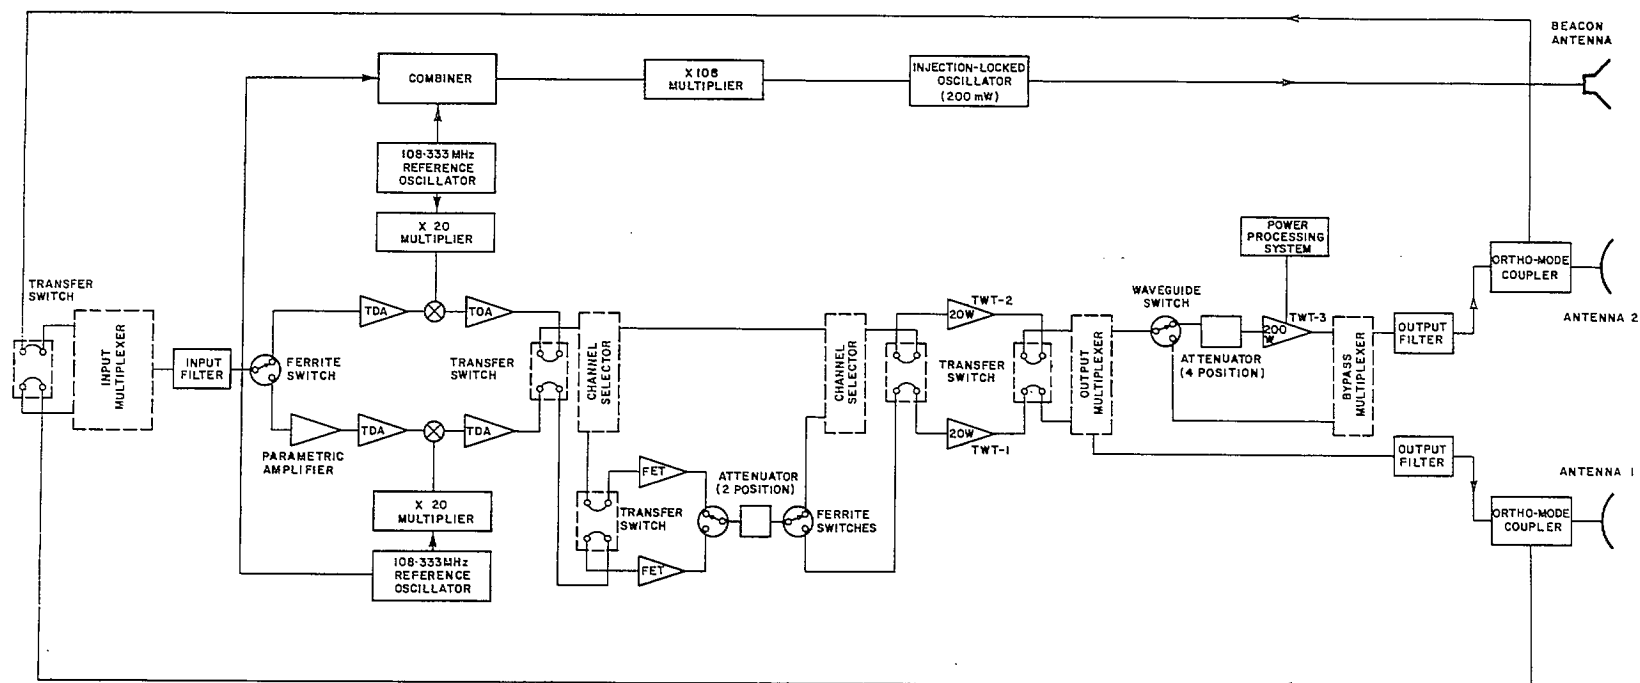 BEACON
ANTENNA
COMBINER
X 108
MULTIPLIER
INJECTION-LOCKED
OSCILLATOR
(200 mW)
108·333 MHz
REFERENCE
OSCILLATOR
X 20
MULTIPLIER
POWER
PROCESSING
SYSTEM
ORTHO-MODE
COUPLER
TRANSFER
SWITCH
TDA
TOA
TWT-2
20W
WAVEGUIDE
SWITCH
TWT-3
200
W
ANTENNA 2
OUTPUT
FILTER
INPUT
MULTIPLEXER
INPUT
FILTER
FERRITE
SWITCH
TRANSFER
SWITCH
CHANNEL
SELECTOR
CHANNEL
SELECTOR
TRANSFER
SWITCH
OUTPUT
MULTIPLEXER
ATTENUATOR
(4 POSITION)
BYPASS
MULTIPLEXER
PARAMETRIC
AMPLIFIER
TDA
TDA
20W
TWT-1
OUTPUT
FILTER
ANTENNA 1
FET
ATTENUATOR
(2 POSITION)
X 20
MULTIPLIER
TRANSFER
SWITCH
FERRITE
SWITCHES
ORTHO-MODE
COUPLER
108·333MHz
REFERENCE
OSCILLATOR
FET